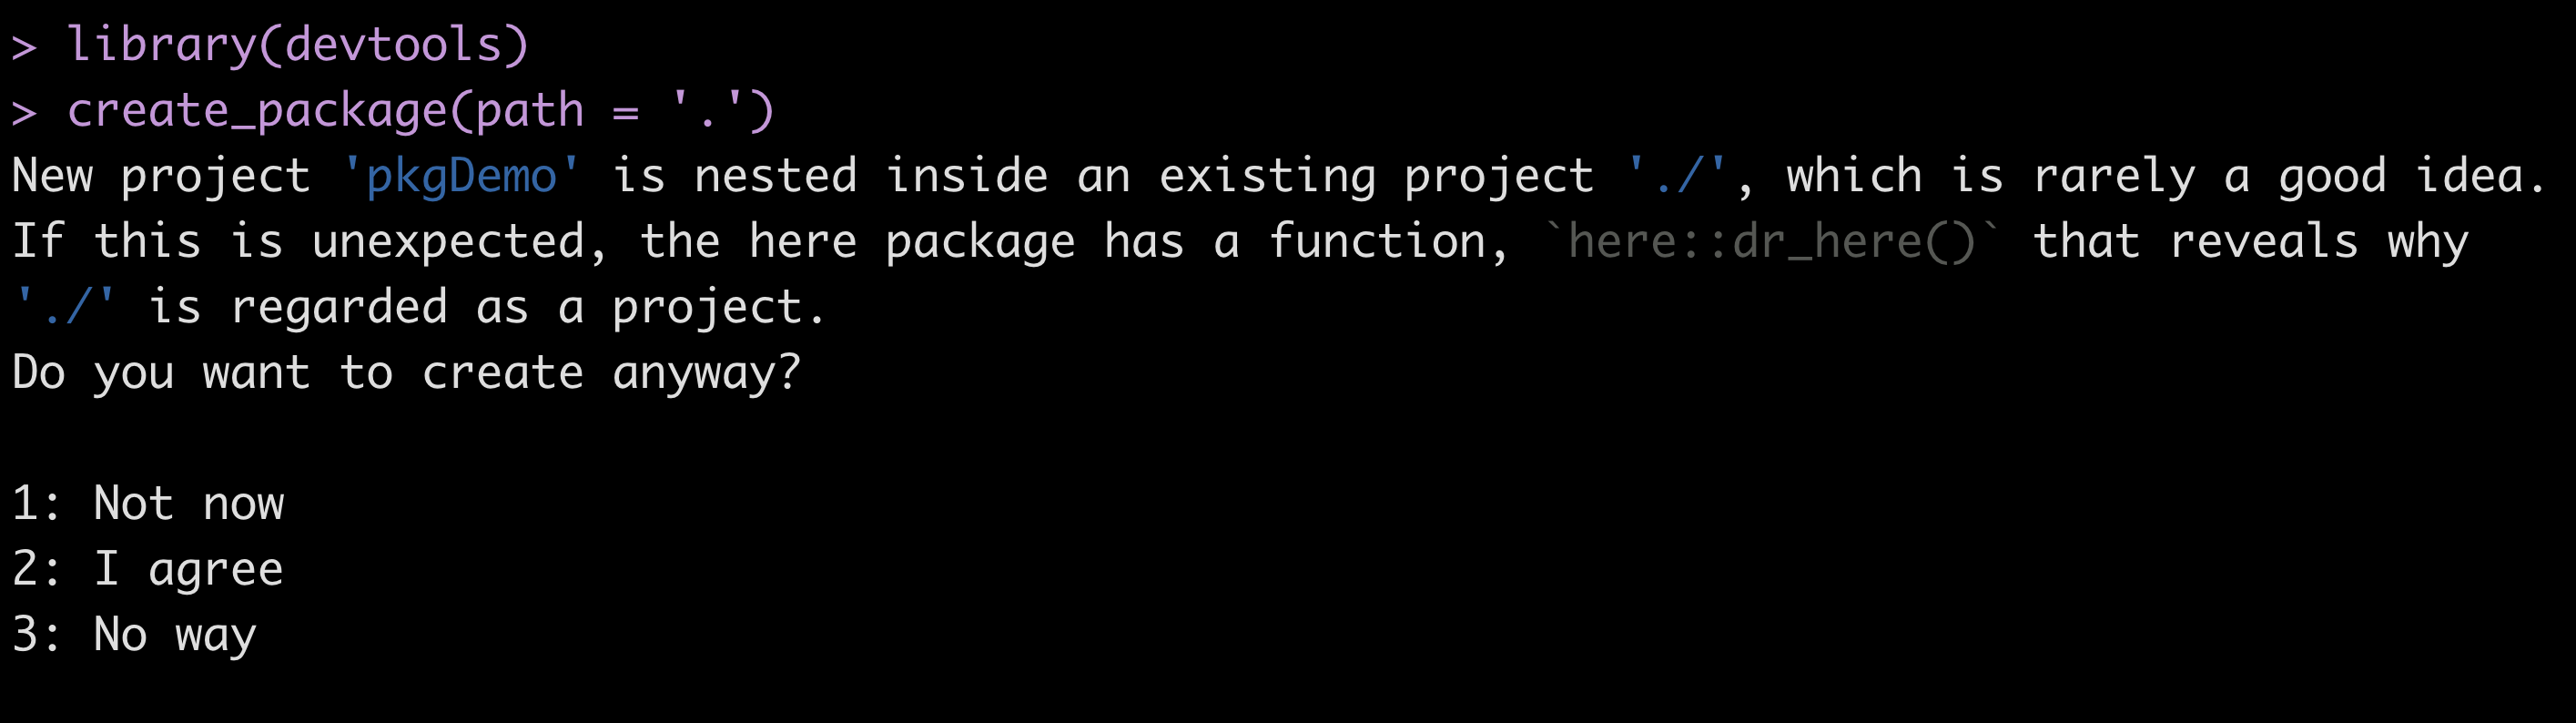 > library(devtools)
> create_package(path = '.')
New project 'pkgDemo' is nested inside an existing project './', which is rarely a good idea.
If this is unexpected, the here package has a function, `here::dr_here()` that reveals why
'./' is regarded as a project.
Do you want to create anyway?
1: Not now
2: I agree
3: No way